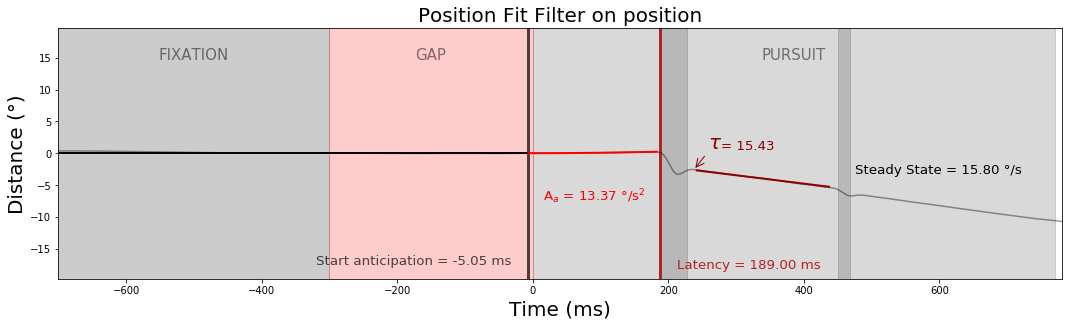 Position Fit Filter on position
FIXATION
GAP
PURSUIT
Distance (°)
15
10
5
0
−5
−10
−15
τ = 15.43
Steady State = 15.80 °/s
Aₐ = 13.37 °/s²
Start anticipation = -5.05 ms
Latency = 189.00 ms
−600
−400
−200
0
200
400
600
Time (ms)